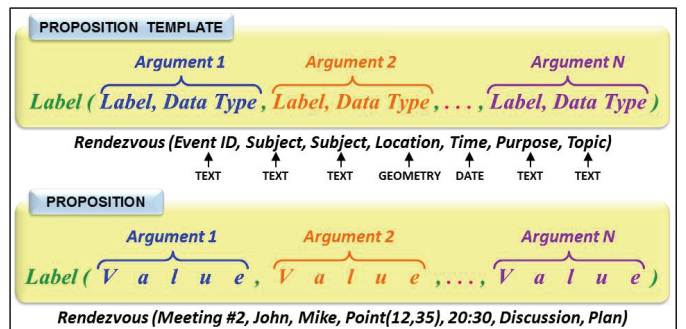 PROPOSITION TEMPLATE
Argument 1 Argument 2 Argument N
Label ( Label, Data Type , Label, Data Type , . . . , Label, Data Type )
Rendezvous (Event ID, Subject, Subject, Location, Time, Purpose, Topic)
TEXT TEXT TEXT GEOMETRY DATE TEXT TEXT
PROPOSITION
Argument 1 Argument 2 Argument N
Label ( V a l u e , V a l u e , . . . , V a l u e )
Rendezvous (Meeting #2, John, Mike, Point(12,35), 20:30, Discussion, Plan)